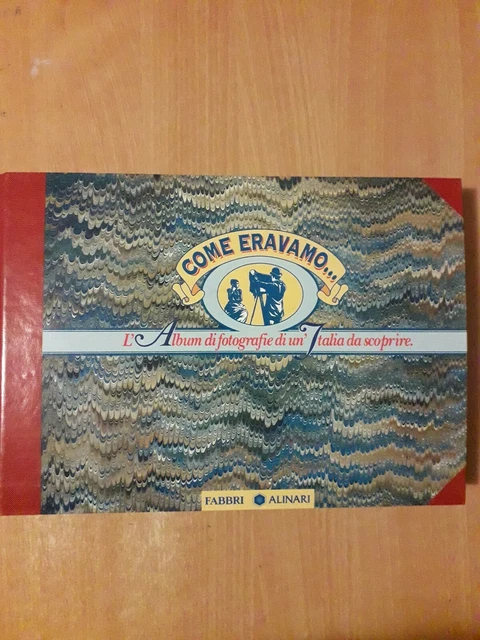 COME ERAVAMO...
L'Album di fotografie di un'Italia da scoprire.
FABBRI ALINARI